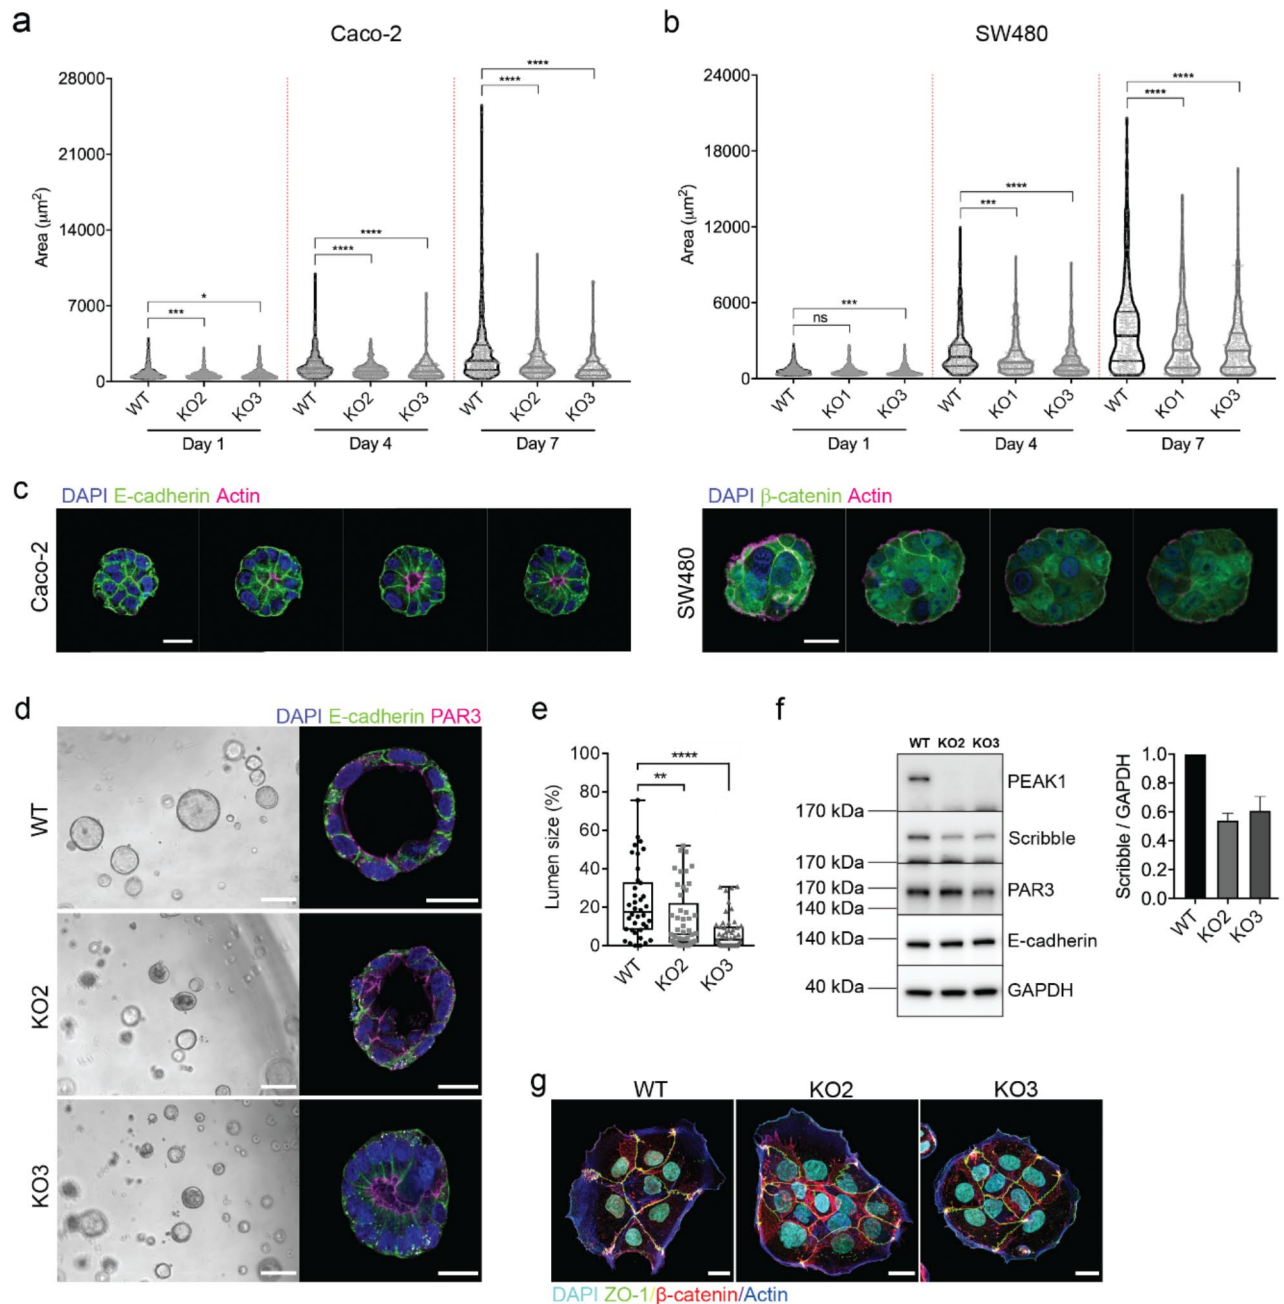 a
Caco-2
Area (μm²)
28000
21000
14000
7000
0
*
***
****
****
****
****
WT KO2 KO3 WT KO2 KO3 WT KO2 KO3
Day 1 Day 4 Day 7
b
SW480
Area (μm²)
24000
18000
12000
6000
0
***
ns
****
***
****
****
WT KO1 KO3 WT KO1 KO3 WT KO1 KO3
Day 1 Day 4 Day 7
c
DAPI E-cadherin Actin
Caco-2
DAPI β-catenin Actin
SW480
d
DAPI E-cadherin PAR3
WT
KO2
KO3
e
Lumen size (%)
100
80
60
40
20
0
****
**
WT KO2 KO3
f
WT KO2 KO3
PEAK1
170 kDa
Scribble
170 kDa
170 kDa
PAR3
140 kDa
140 kDa
E-cadherin
40 kDa
GAPDH
Scribble / GAPDH
1.0
0.8
0.6
0.4
0.2
0.0
WT KO2 KO3
g
WT KO2 KO3
DAPI ZO-1/β-catenin/Actin